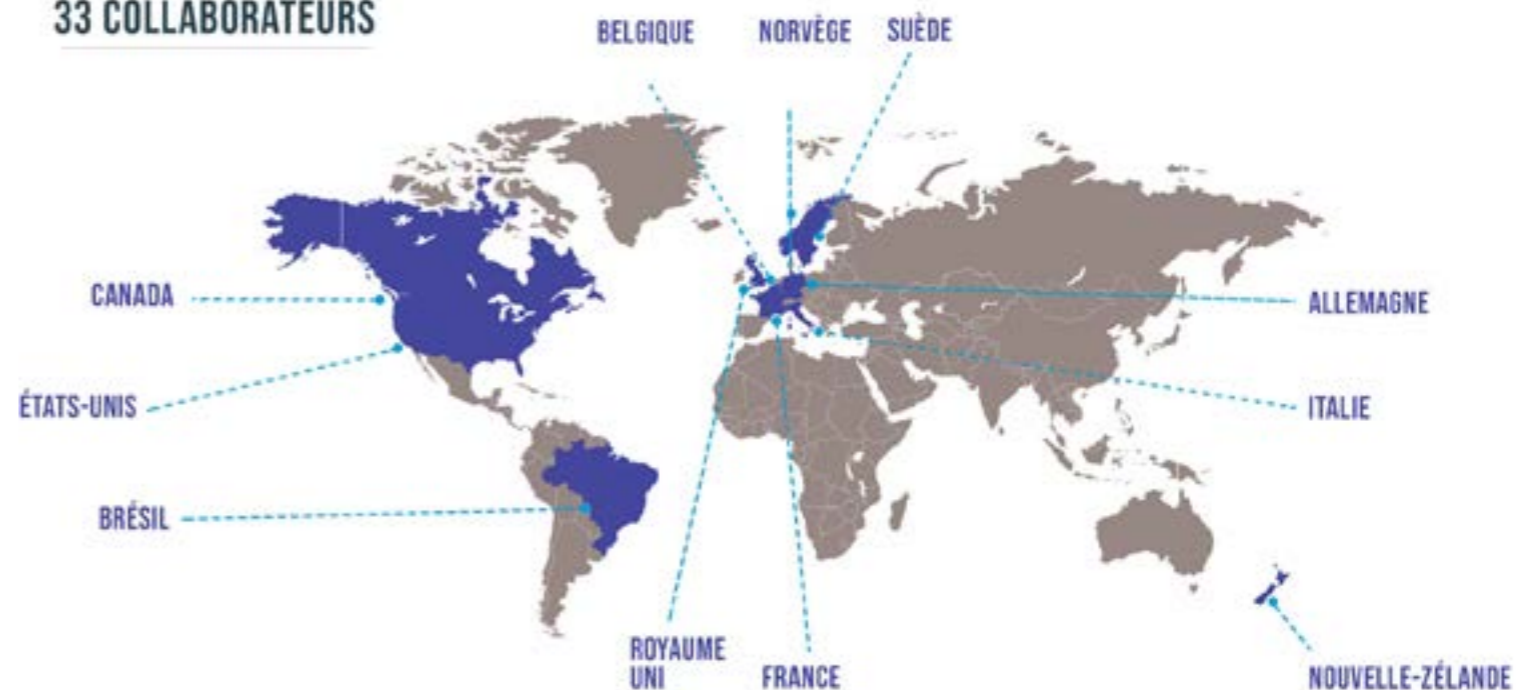 33 COLLABORATEURS
BELGIQUE
NORVÈGE
SUÈDE
CANADA
ALLEMAGNE
ÉTATS-UNIS
ITALIE
BRÉSIL
ROYAUME
UNI
FRANCE
NOUVELLE-ZÉLANDE